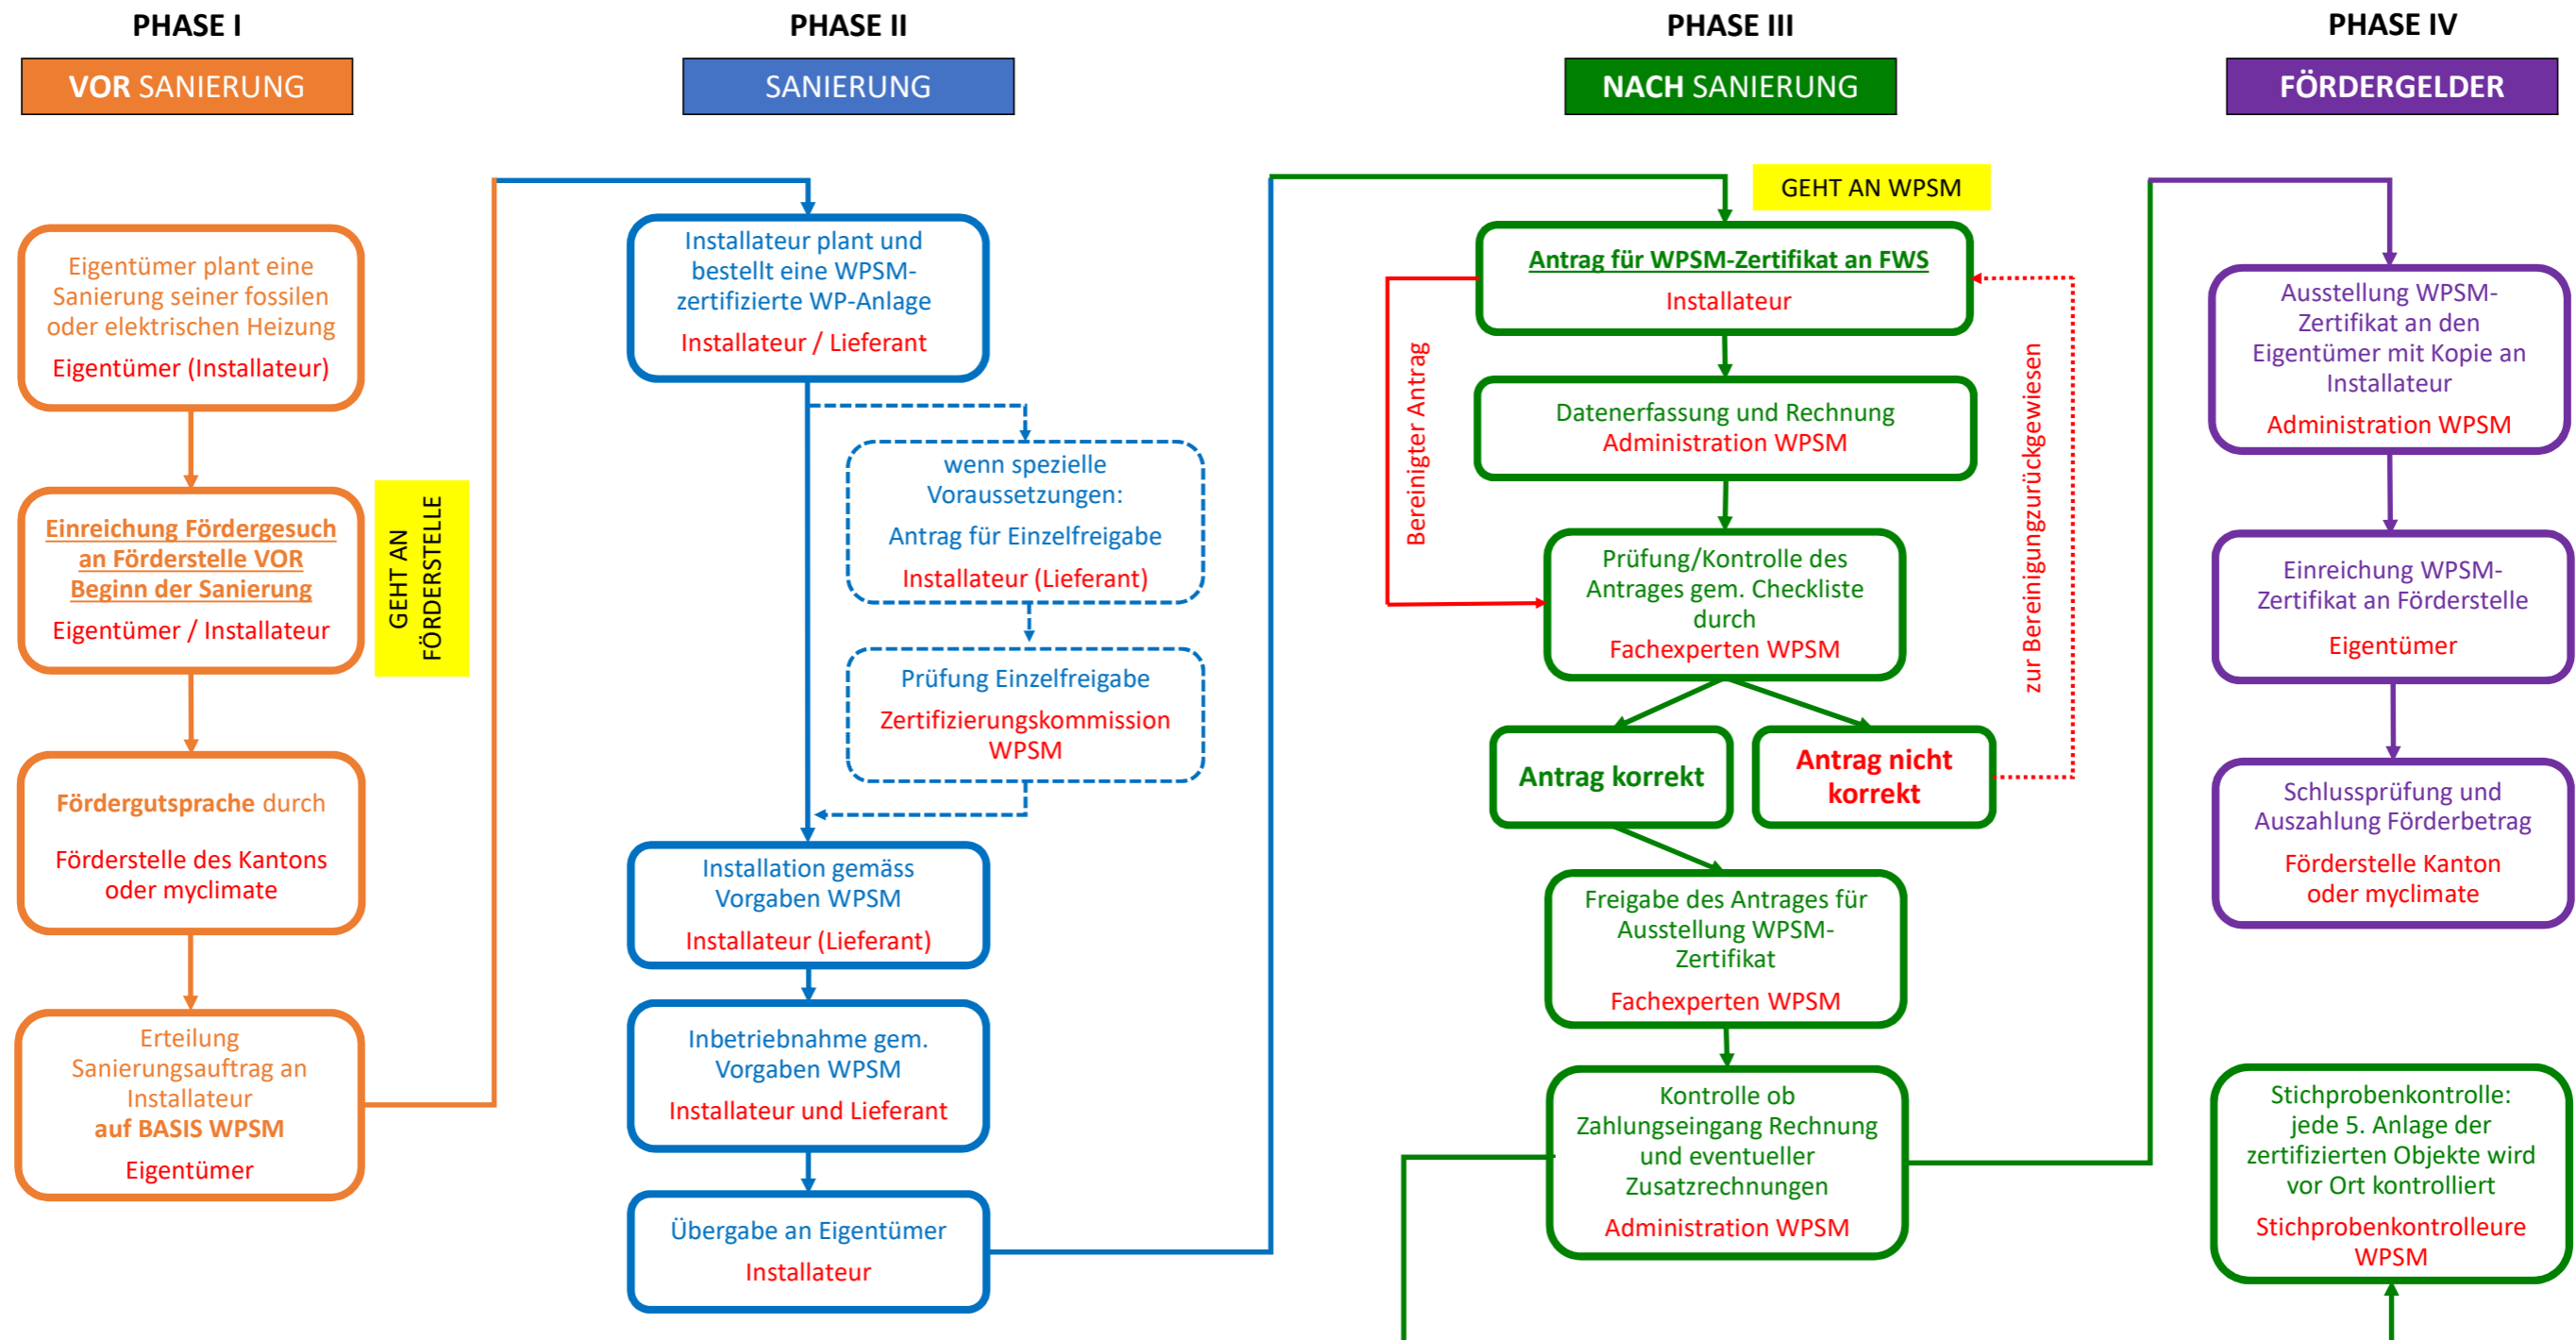 PHASE I
VOR SANIERUNG
Eigentümer plant eine
Sanierung seiner fossilen
oder elektrischen Heizung
Eigentümer (Installateur)
Einreichung Fördergesuch
an Förderstelle VOR
Beginn der Sanierung
Eigentümer / Installateur
GEHT AN
FÖRDERSTELLE
Fördergutsprache durch
Förderstelle des Kantons
oder myclimate
Erteilung
Sanierungsauftrag an
Installateur
auf BASIS WPSM
Eigentümer
PHASE II
SANIERUNG
Installateur plant und
bestellt eine WPSM-
zertifizierte WP-Anlage
Installateur / Lieferant
wenn spezielle
Voraussetzungen:
Antrag für Einzelfreigabe
Installateur (Lieferant)
Prüfung Einzelfreigabe
Zertifizierungskommission
WPSM
Installation gemäss
Vorgaben WPSM
Installateur (Lieferant)
Inbetriebnahme gem.
Vorgaben WPSM
Installateur und Lieferant
Übergabe an Eigentümer
Installateur
PHASE III
NACH SANIERUNG
GEHT AN WPSM
Antrag für WPSM-Zertifikat an FWS
Installateur
Bereinigter Antrag
zur Bereinigungzurückgewiesen
Datenerfassung und Rechnung
Administration WPSM
Prüfung/Kontrolle des
Antrages gem. Checkliste
durch
Fachexperten WPSM
Antrag korrekt
Antrag nicht
korrekt
Freigabe des Antrages für
Ausstellung WPSM-
Zertifikat
Fachexperten WPSM
Kontrolle ob
Zahlungseingang Rechnung
und eventueller
Zusatzrechnungen
Administration WPSM
PHASE IV
FÖRDERGELDER
Ausstellung WPSM-
Zertifikat an den
Eigentümer mit Kopie an
Installateur
Administration WPSM
Einreichung WPSM-
Zertifikat an Förderstelle
Eigentümer
Schlussprüfung und
Auszahlung Förderbetrag
Förderstelle Kanton
oder myclimate
Stichprobenkontrolle:
jede 5. Anlage der
zertifizierten Objekte wird
vor Ort kontrolliert
Stichprobenkontrolleure
WPSM